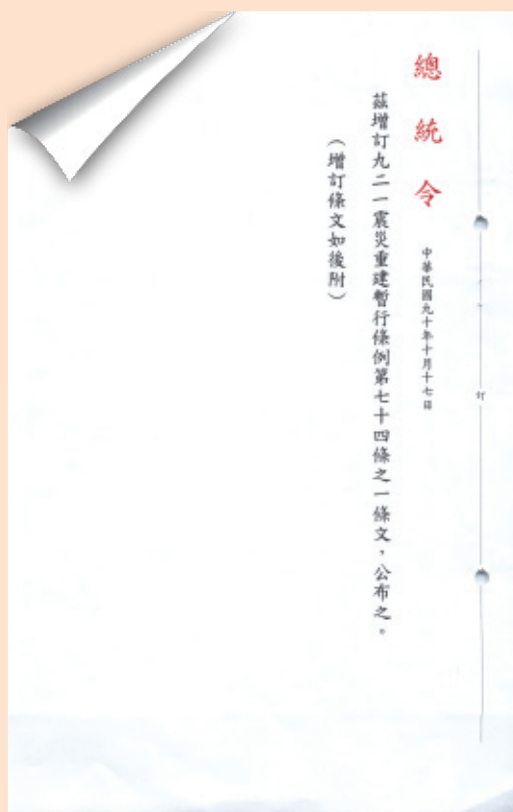 總統令 中華民國九十年十月十七日
茲增訂九二一震災重建暫行條例第七十四條之一條文,公布之。
(增訂條文如後附)
訂